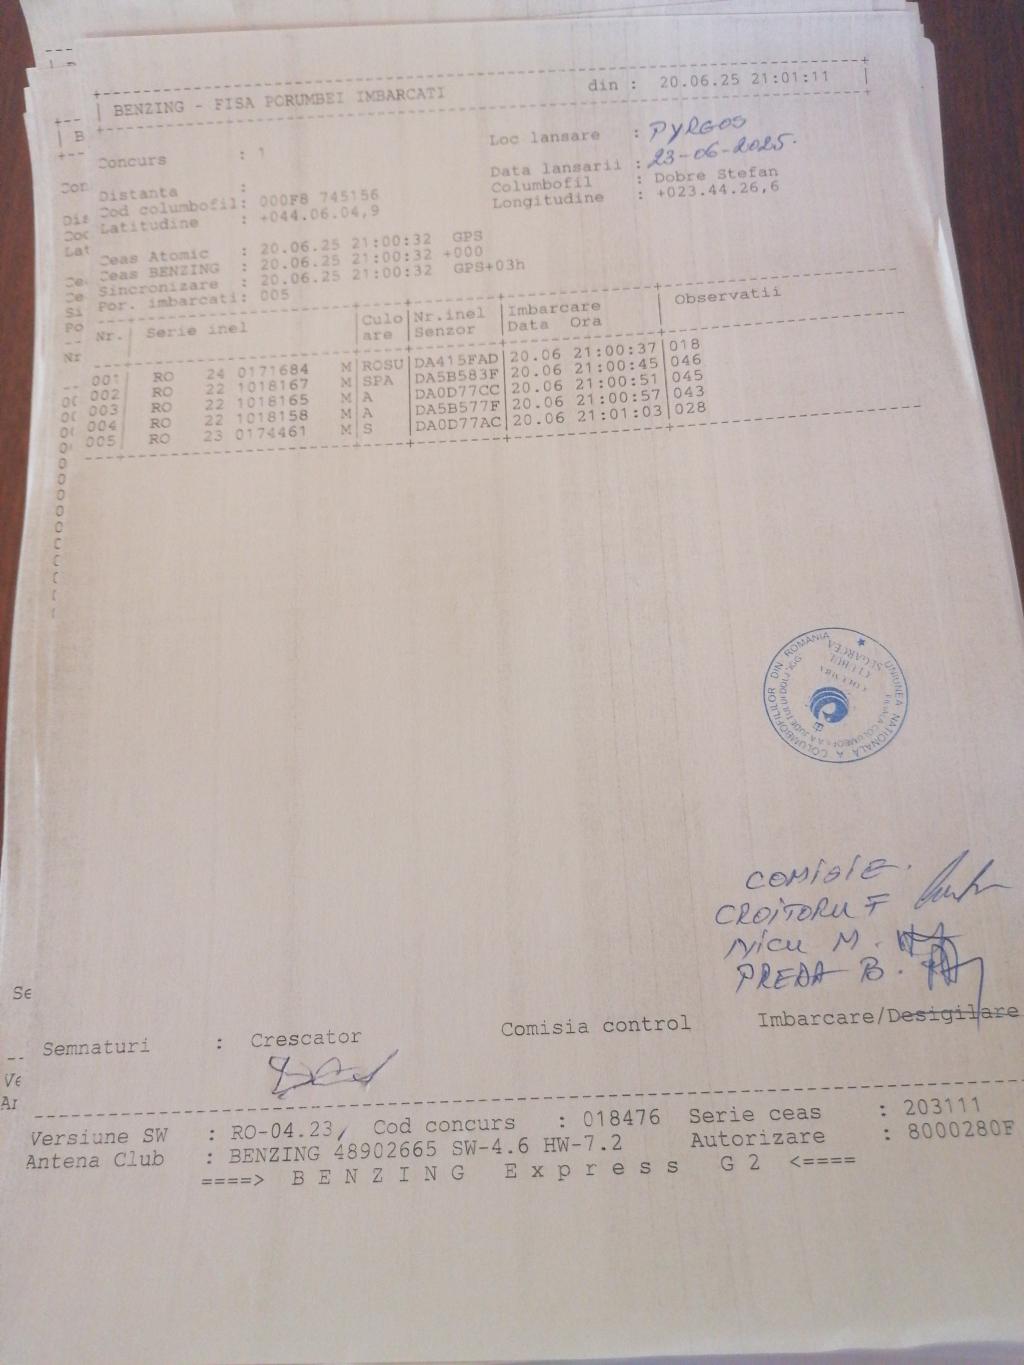 BENZING - FISA PORUMBEI IMBARCATI din : 20.06.25 21:01:11
Concurs : 1 Loc lansare : PYRGOS
Data lansarii : 23-06-2025.
Distanta : Columbofil : Dobre Stefan
Cod columbofil: 000F8 745156 Longitudine : +023.44.26,6
Latitudine : +044.06.04,9
Ceas Atomic : 20.06.25 21:00:32 GPS
Ceas BENZING : 20.06.25 21:00:32 +000
Sincronizare : 20.06.25 21:00:32 GPS+03h
Por. imbarcati: 005
Nr. Serie inel Culo Nr.inel Imbarcare Observatii
are Senzor Data Ora
001 RO 24 0171684 M ROSU DA415FAD 20.06 21:00:37 018
002 RO 22 1018167 M SPA DA5B583F 20.06 21:00:45 046
003 RO 22 1018165 M A DA0D77CC 20.06 21:00:51 045
004 RO 22 1018158 M A DA5B577F 20.06 21:00:57 043
005 RO 23 0174461 M S DA0D77AC 20.06 21:01:03 028
UNIUNEA NATIONALA A COLUMBOFILILOR DIN ROMANIA
CLUBUL
SEGARCEA
COMISIE.
CROITORU F
NICU M.
PREDA B.
Semnaturi : Crescator Comisia control Imbarcare/Desigilare
Versiune SW : RO-04.23, Cod concurs : 018476 Serie ceas : 203111
Antena Club : BENZING 48902665 SW-4.6 HW-7.2 Autorizare : 8000280F
====> B E N Z I N G E x p r e s s G 2 <====